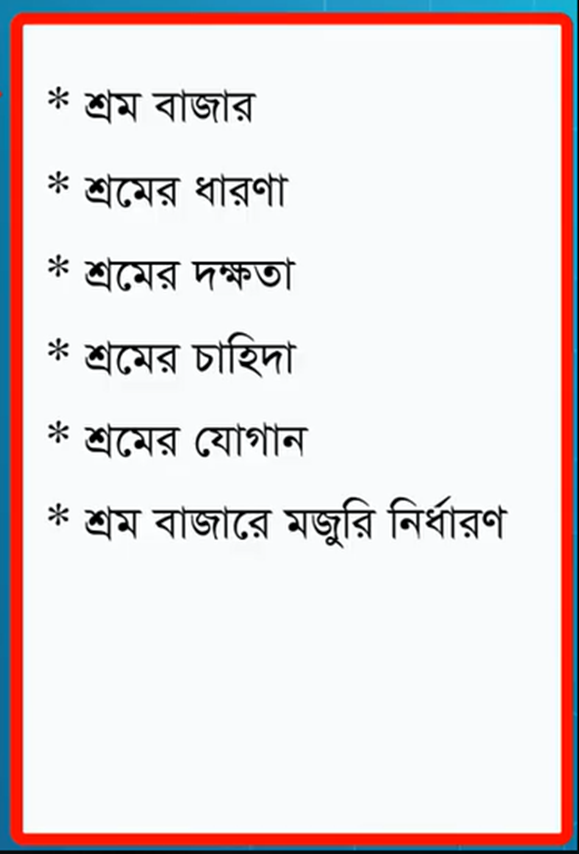 * শ্রম বাজার
* শ্রমের ধারণা
* শ্রমের দক্ষতা
* শ্রমের চাহিদা
* শ্রমের যোগান
* শ্রম বাজারে মজুরি নির্ধারণ